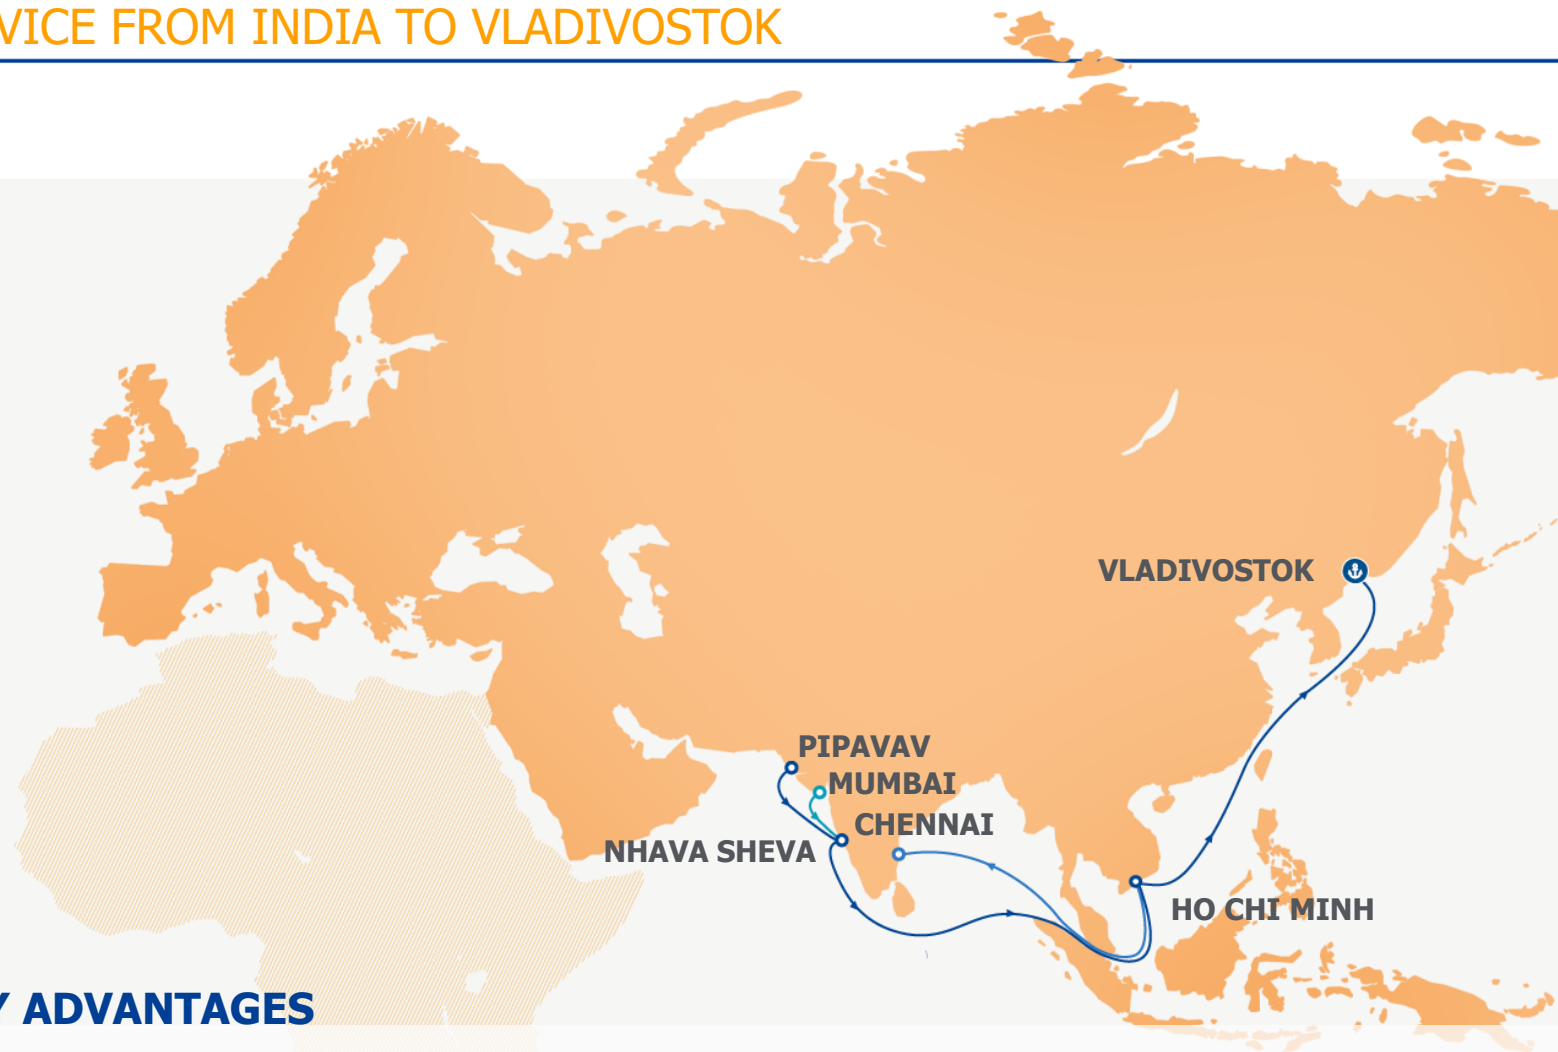 VICE FROM INDIA TO VLADIVOSTOK
VLADIVOSTOK
PIPAVAV
MUMBAI
CHENNAI
NHAVA SHEVA
HO CHI MINH
Y ADVANTAGES